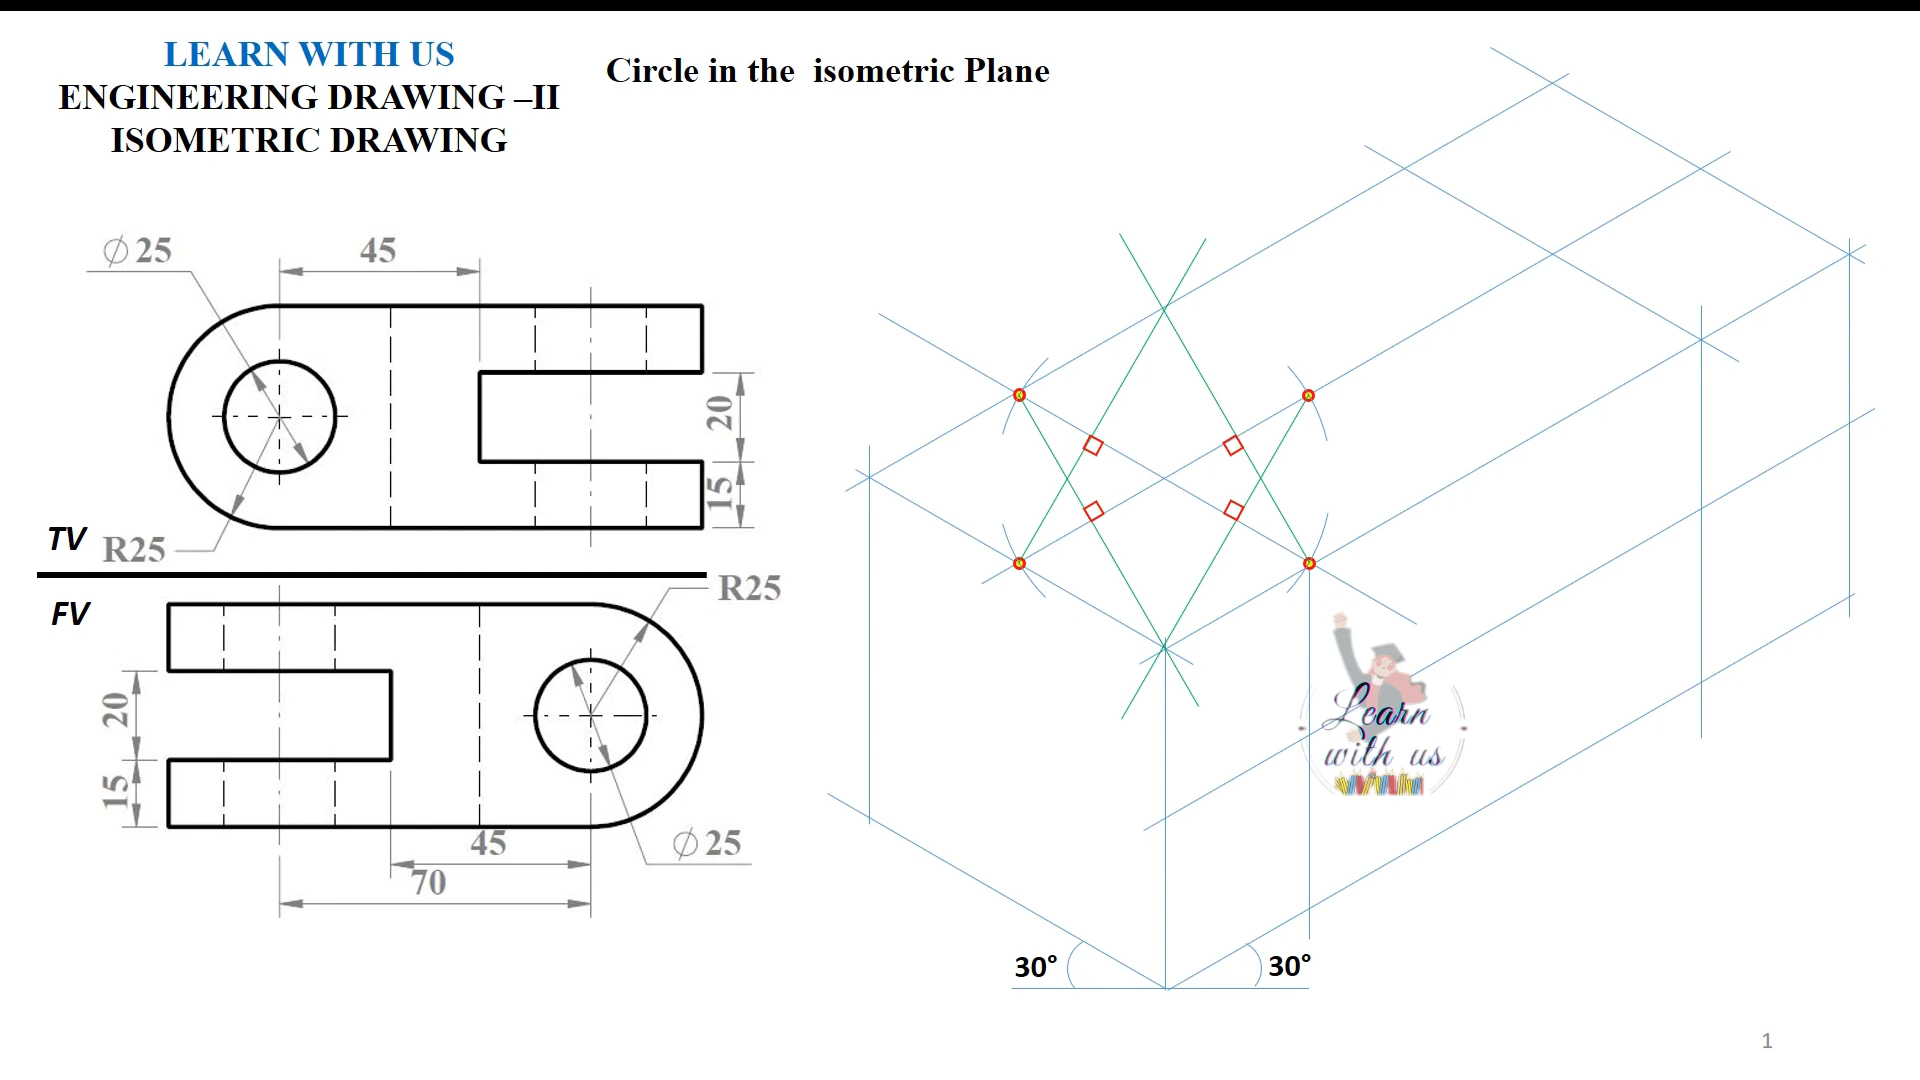 LEARN WITH US
ENGINEERING DRAWING –II
ISOMETRIC DRAWING
Circle in the isometric Plane
∅25
45
20
15
TV
R25
FV
R25
20
15
45
∅25
70
Learn
with us
30°
30°
1